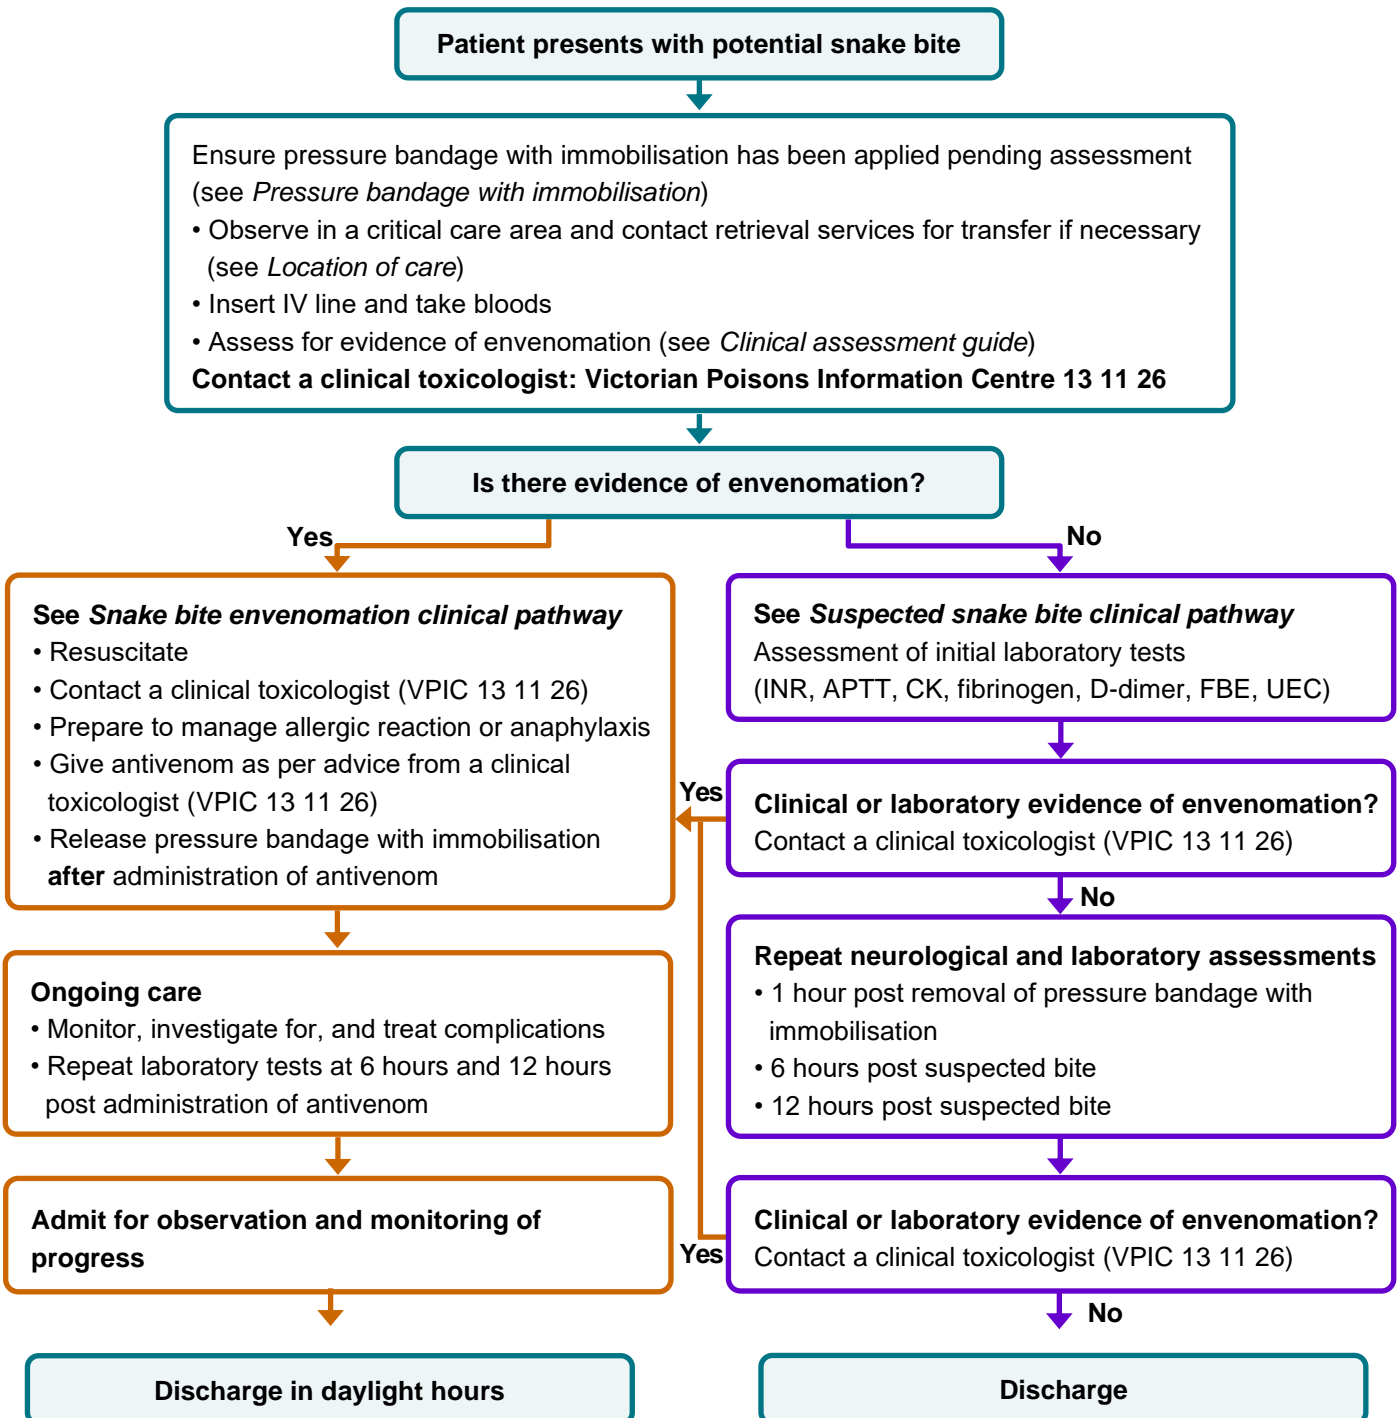 Patient presents with potential snake bite
Ensure pressure bandage with immobilisation has been applied pending assessment
(see Pressure bandage with immobilisation)
• Observe in a critical care area and contact retrieval services for transfer if necessary
(see Location of care)
• Insert IV line and take bloods
• Assess for evidence of envenomation (see Clinical assessment guide)
Contact a clinical toxicologist: Victorian Poisons Information Centre 13 11 26
Is there evidence of envenomation?
Yes
No
See Snake bite envenomation clinical pathway
• Resuscitate
• Contact a clinical toxicologist (VPIC 13 11 26)
• Prepare to manage allergic reaction or anaphylaxis
• Give antivenom as per advice from a clinical
toxicologist (VPIC 13 11 26)
• Release pressure bandage with immobilisation
after administration of antivenom
Ongoing care
• Monitor, investigate for, and treat complications
• Repeat laboratory tests at 6 hours and 12 hours
post administration of antivenom
Admit for observation and monitoring of
progress
Discharge in daylight hours
See Suspected snake bite clinical pathway
Assessment of initial laboratory tests
(INR, APTT, CK, fibrinogen, D-dimer, FBE, UEC)
Yes
Clinical or laboratory evidence of envenomation?
Contact a clinical toxicologist (VPIC 13 11 26)
No
Repeat neurological and laboratory assessments
• 1 hour post removal of pressure bandage with
immobilisation
• 6 hours post suspected bite
• 12 hours post suspected bite
Yes
Clinical or laboratory evidence of envenomation?
Contact a clinical toxicologist (VPIC 13 11 26)
No
Discharge